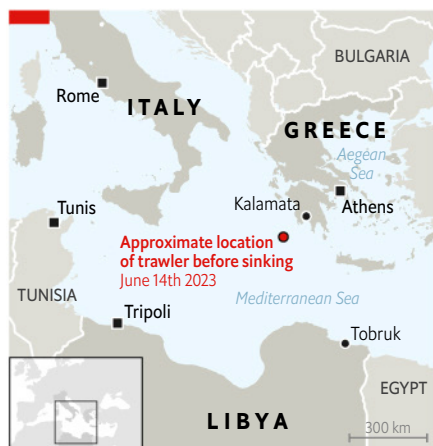 BULGARIA
Rome
ITALY
GREECE
Aegean
Sea
Kalamata
Athens
Tunis
Approximate location
of trawler before sinking
June 14th 2023
TUNISIA
Mediterranean Sea
Tripoli
Tobruk
EGYPT
LIBYA
300 km